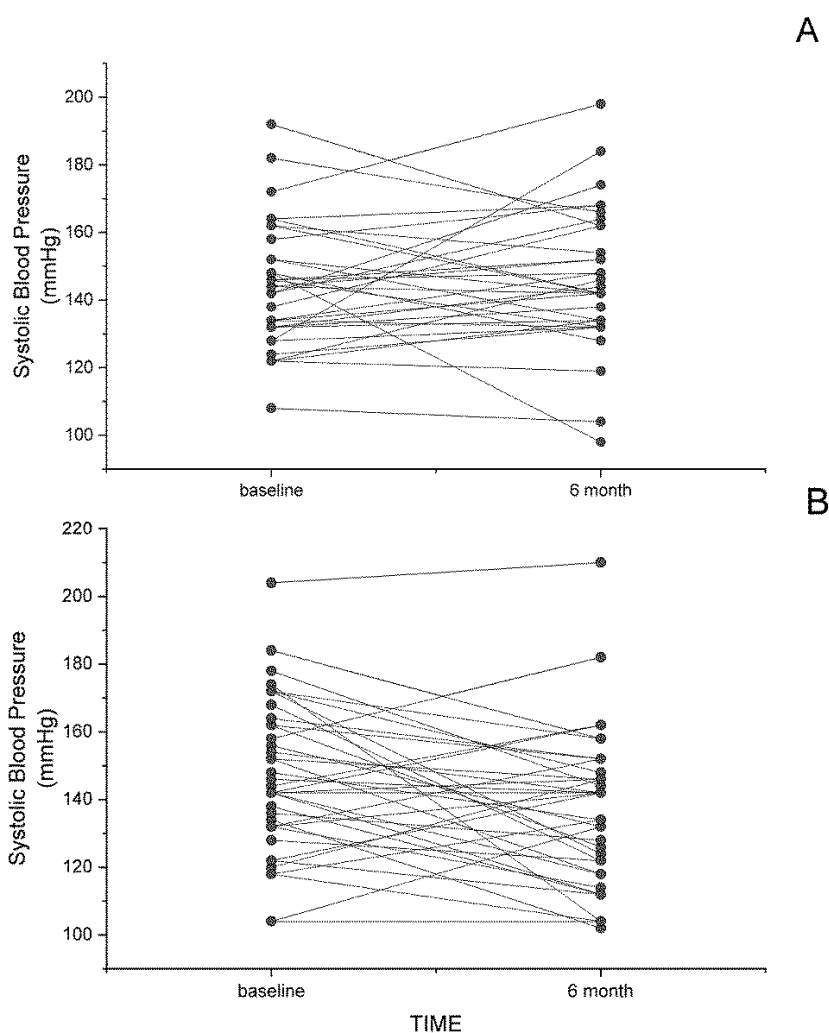 A
200
180
160
140
120
100
Systolic Blood Pressure
(mmHg)
baseline
6 month
B
220
200
180
160
140
120
100
Systolic Blood Pressure
(mmHg)
baseline
6 month
TIME